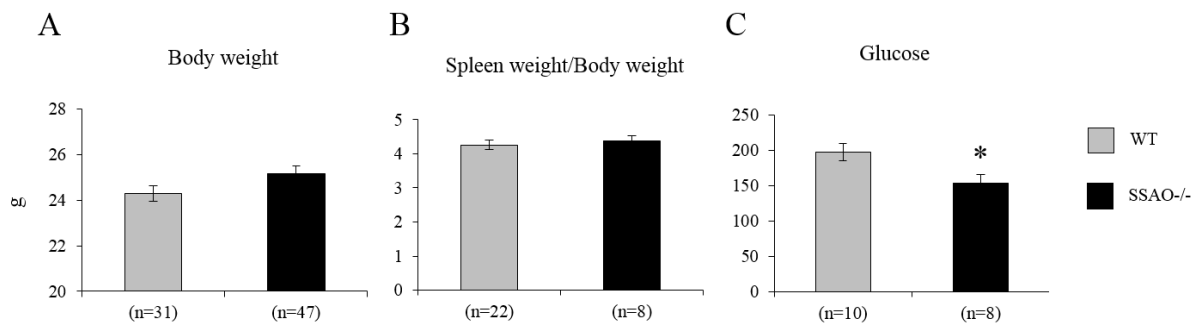 A
Body weight
g
28
26
24
22
20
(n=31)
(n=47)
B
Spleen weight/Body weight
5
4
3
2
1
0
(n=22)
(n=8)
C
Glucose
250
200
150
100
50
0
*
(n=10)
(n=8)
WT
SSAO-/-